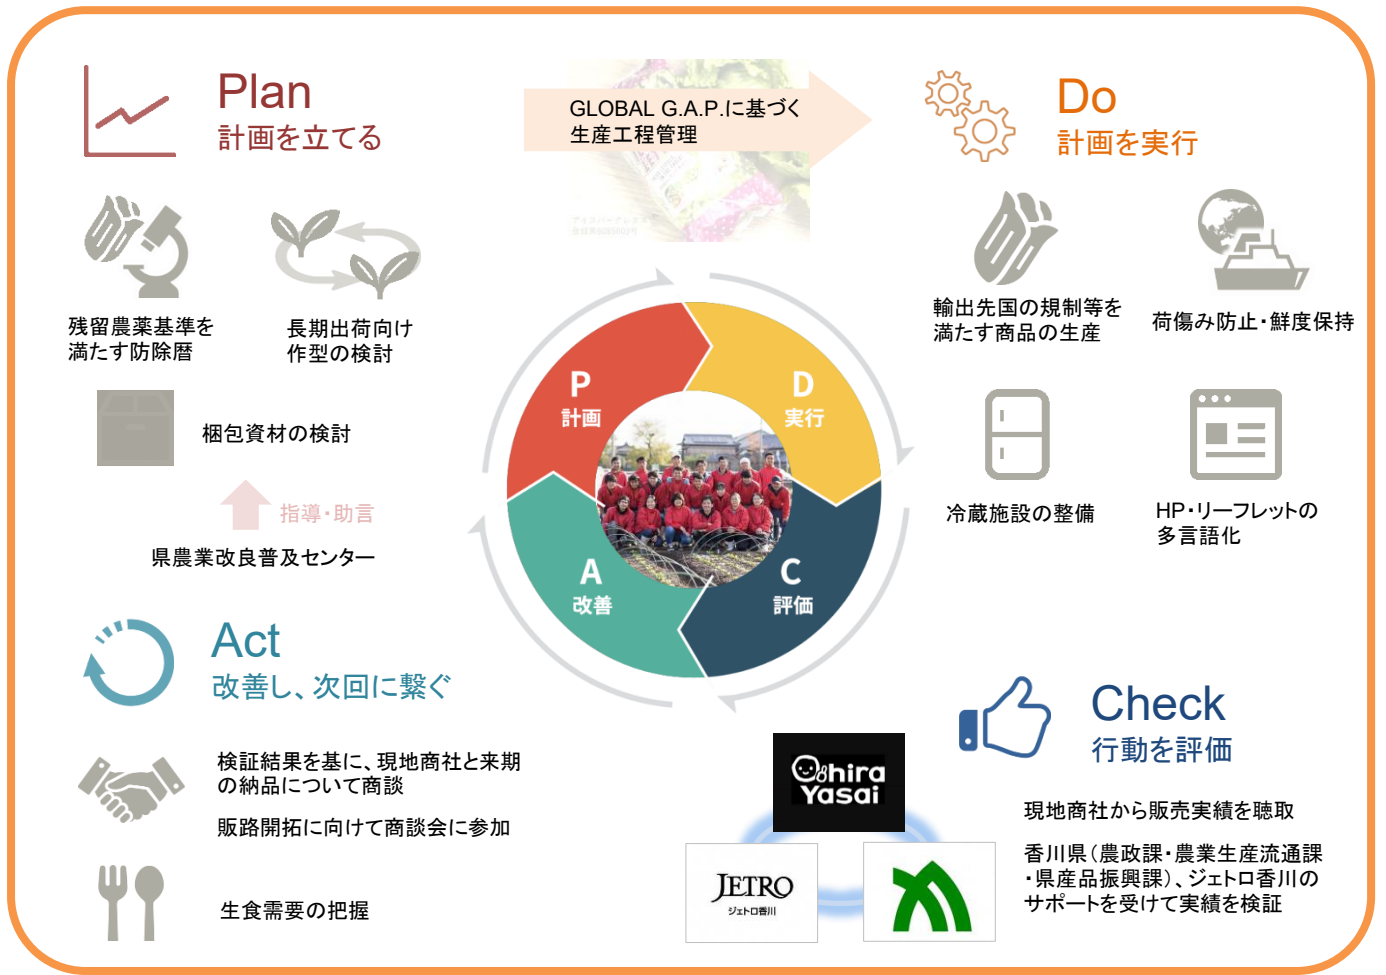 Plan
計画を立てる
GLOBAL G.A.P.に基づく
生産工程管理
Do
計画を実行
残留農薬基準を
満たす防除暦
長期出荷向け
作型の検討
梱包資材の検討
指導・助言
県農業改良普及センター
輸出先国の規制等を
満たす商品の生産
荷傷み防止・鮮度保持
冷蔵施設の整備
HP・リーフレットの
多言語化
P
計画
D
実行
A
改善
C
評価
Act
改善し、次回に繋ぐ
検証結果を基に、現地商社と来期
の納品について商談
販路開拓に向けて商談会に参加
生食需要の把握
Check
行動を評価
現地商社から販売実績を聴取
香川県（農政課・農業生産流通課
・県産品振興課）、ジェトロ香川の
サポートを受けて実績を検証
Ohira
Yasai
JETRO
ジェトロ香川